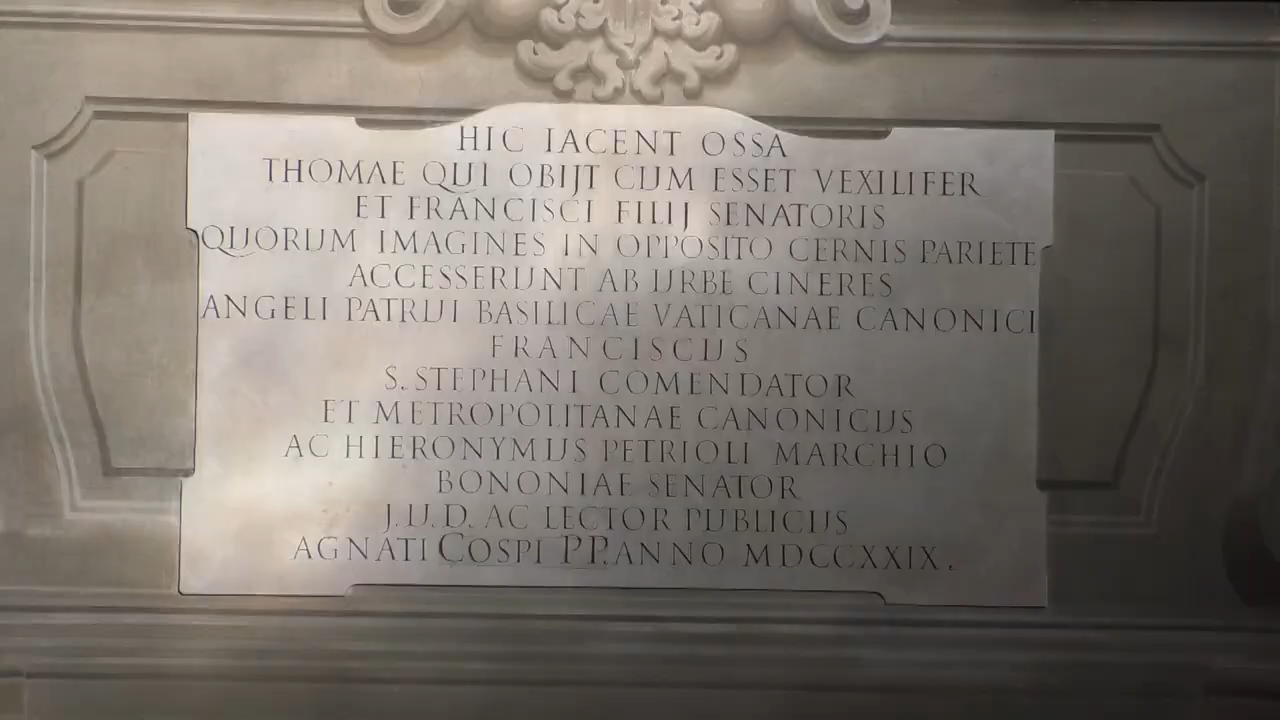 HIC IACENT OSSA
THOMAE QUI OBIJT CUM ESSET VEXILIFER
ET FRANCISCI FILIJ SENATORIS
QUORUM IMAGINES IN OPPOSITO CERNIS PARIETE
ACCESSERUNT AB URBE CINERES
ANGELI PATRUI BASILICAE VATICANAE CANONICI
FRANCISCUS
S. STEPHANI COMENDATOR
ET METROPOLITANAE CANONICUS
AC HIERONYMUS PETRIOLI MARCHIO
BONONIAE SENATOR
J.U.D. AC LECTOR PUBLICUS
AGNATI COSPI PP. ANNO MDCCXXIX.